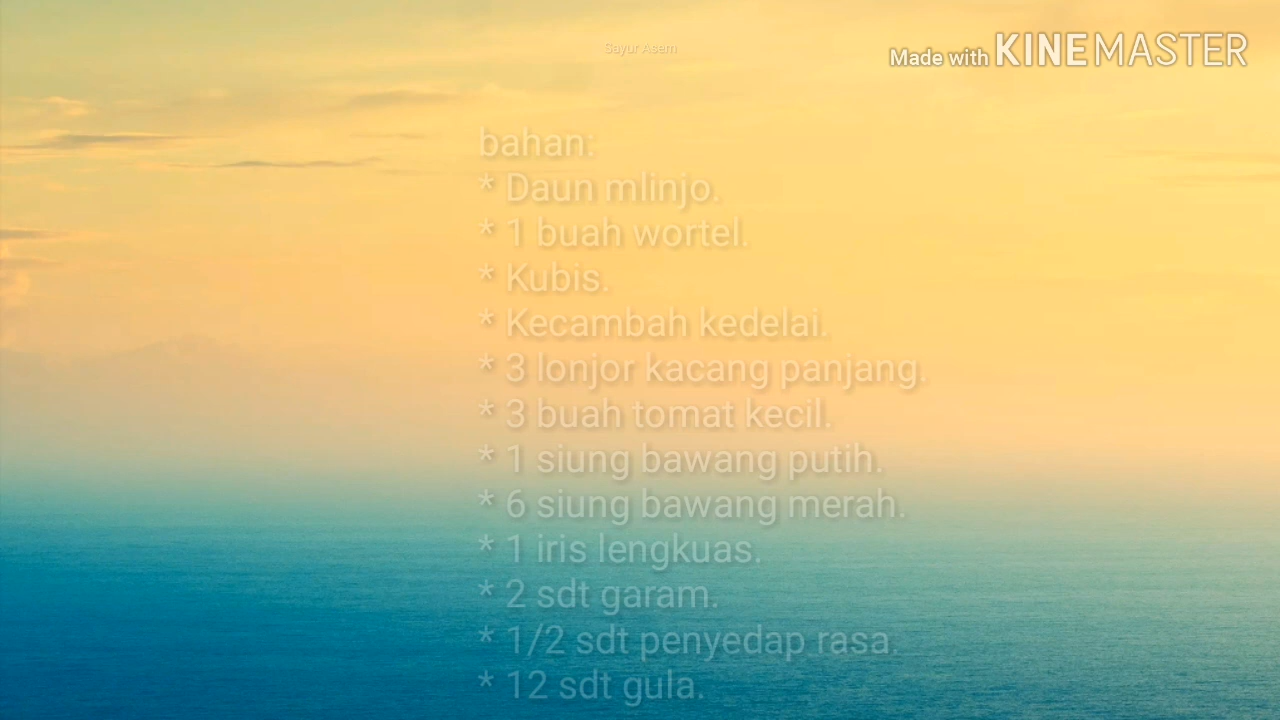 Sayur Asem
Made with KINEMASTER
bahan:
* Daun mlinjo.
* 1 buah wortel.
* Kubis.
* Kecambah kedelai.
* 3 lonjor kacang panjang.
* 3 buah tomat kecil.
* 1 siung bawang putih.
* 6 siung bawang merah.
* 1 iris lengkuas.
* 2 sdt garam.
* 1/2 sdt penyedap rasa.
* 12 sdt gula.